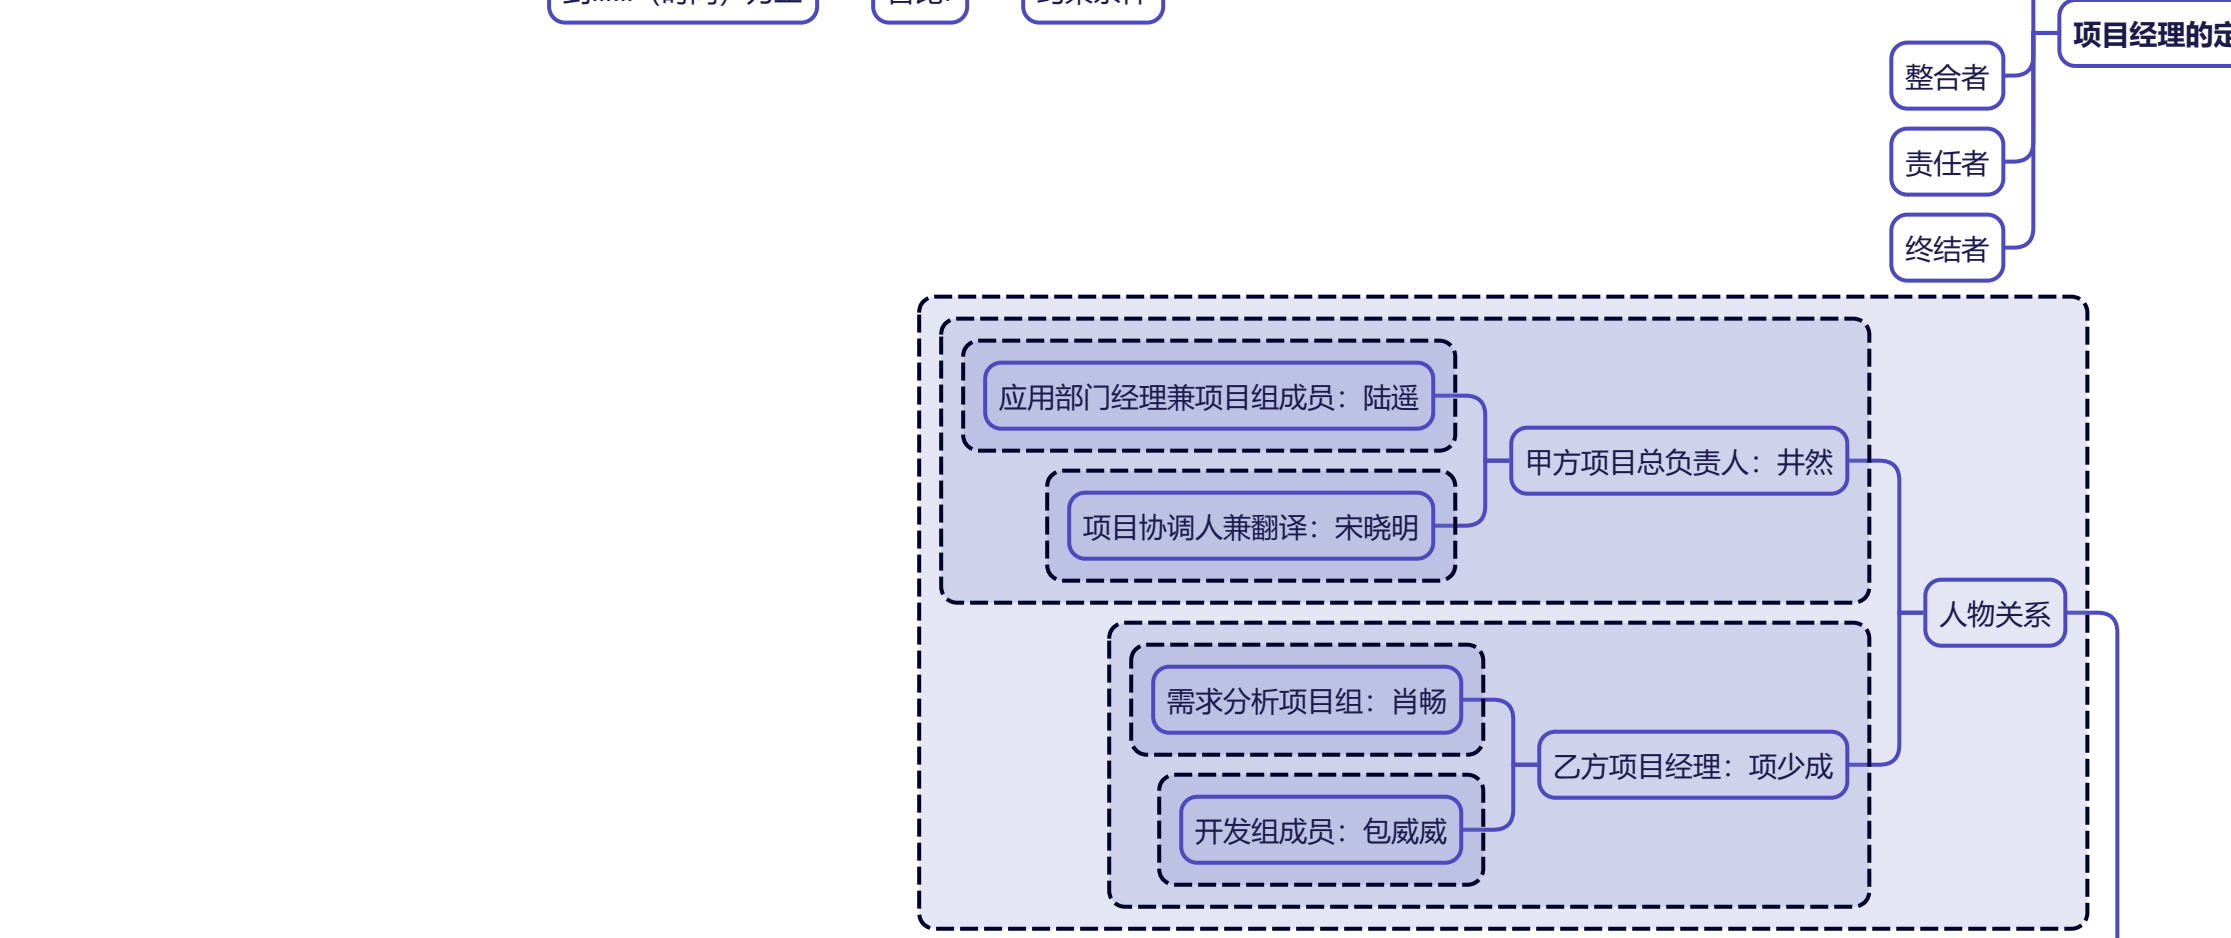 项目经理的定
整合者
责任者
终结者
应用部门经理兼项目组成员：陆遥
甲方项目总负责人：井然
项目协调人兼翻译：宋晓明
人物关系
需求分析项目组：肖畅
乙方项目经理：项少成
开发组成员：包威威